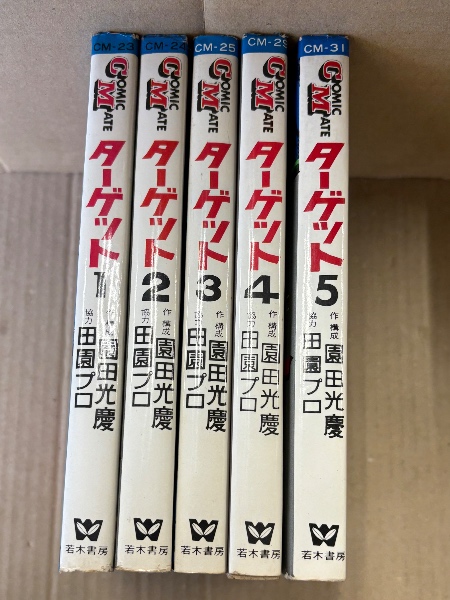 CM-23
COMIC MATE
ターゲット
1
作・構成 園田光慶
協力 田園プロ
若木書房
CM-24
COMIC MATE
ターゲット
2
作・構成 園田光慶
協力 田園プロ
若木書房
CM-25
COMIC MATE
ターゲット
3
作・構成 園田光慶
協力 田園プロ
若木書房
CM-29
COMIC MATE
ターゲット
4
作・構成 園田光慶
協力 田園プロ
若木書房
CM-31
COMIC MATE
ターゲット
5
作・構成 園田光慶
協力 田園プロ
若木書房